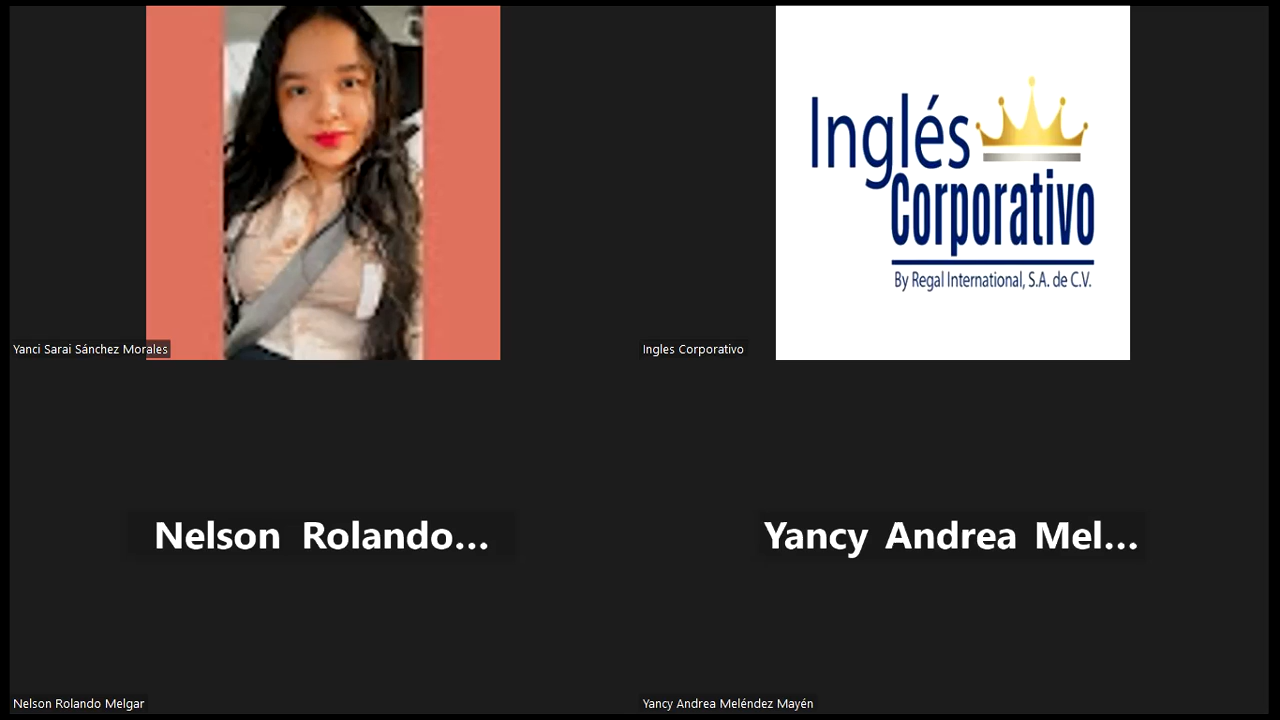 Yanci Sarai Sánchez Morales
Inglés
Corporativo
By Regal International, S.A. de C.V.
Ingles Corporativo
Nelson Rolando...
Yancy Andrea Mel...
Nelson Rolando Melgar
Yancy Andrea Meléndez Mayén